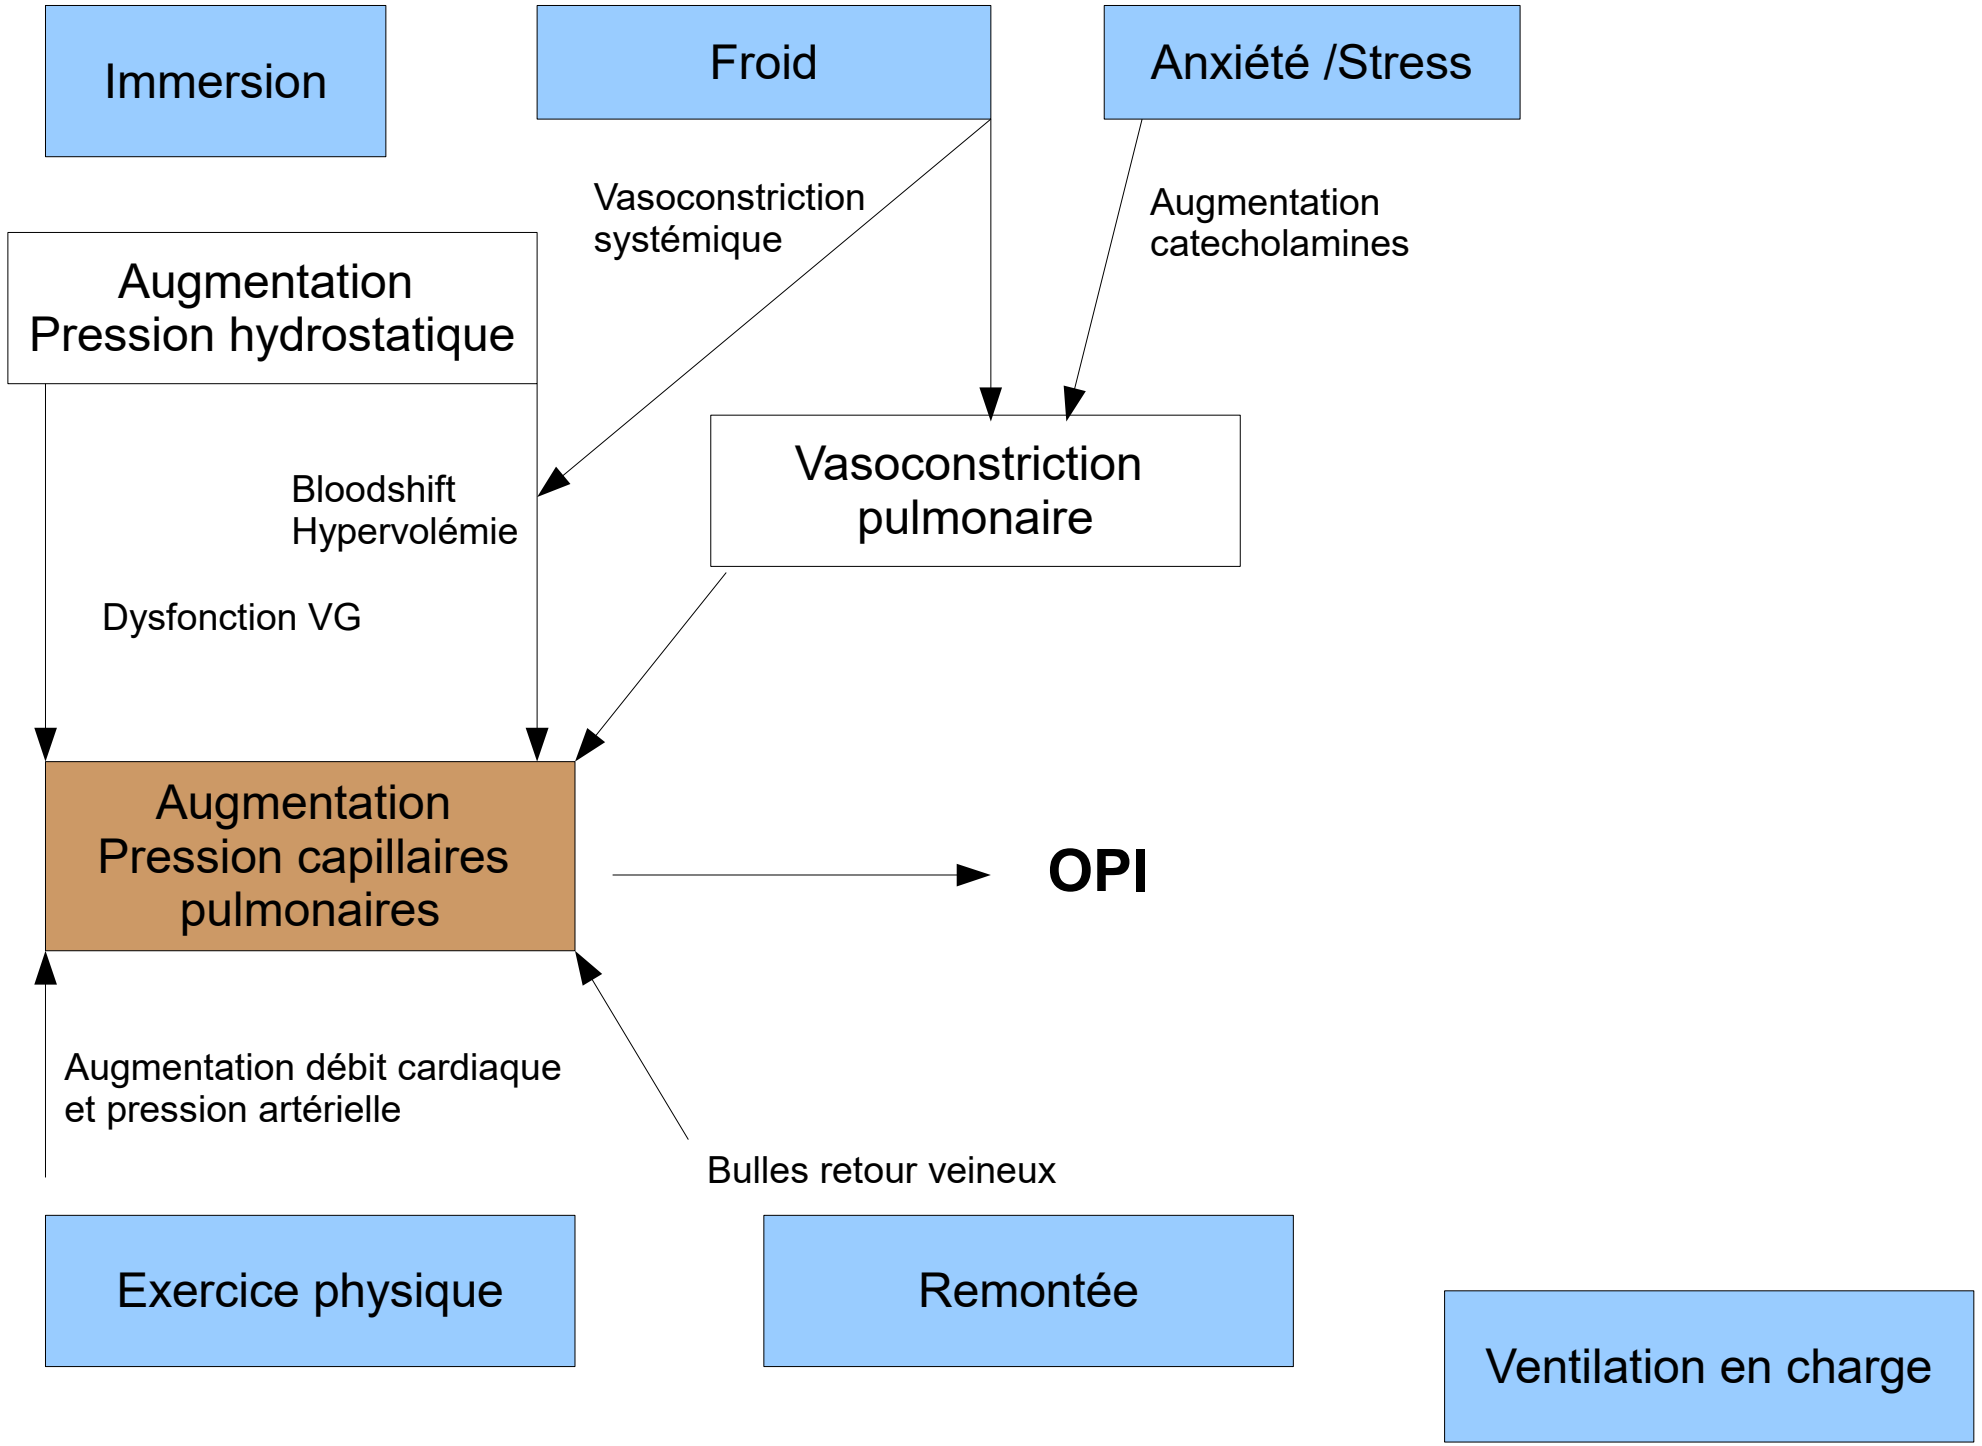 Immersion
Froid
Anxiété /Stress
Vasoconstriction
systémique
Augmentation
catecholamines
Augmentation
Pression hydrostatique
Vasoconstriction
pulmonaire
Bloodshift
Hypervolémie
Dysfonction VG
Augmentation
Pression capillaires
pulmonaires
OPI
Augmentation débit cardiaque
et pression artérielle
Bulles retour veineux
Exercice physique
Remontée
Ventilation en charge